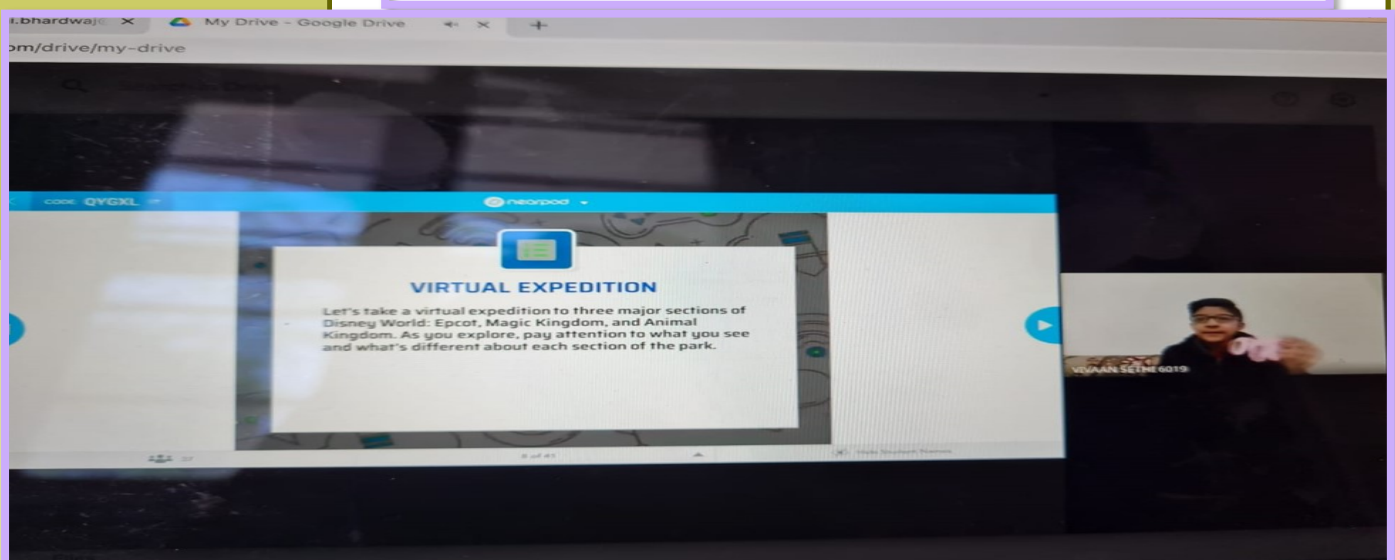 My Drive - Google Drive
om/drive/my-drive
CODE QYGXL
nearpod
VIRTUAL EXPEDITION
Let's take a virtual expedition to three major sections of
Disney World: Epcot, Magic Kingdom, and Animal
Kingdom. As you explore, pay attention to what you see
and what's different about each section of the park.
VIVAAN SETHI 6019